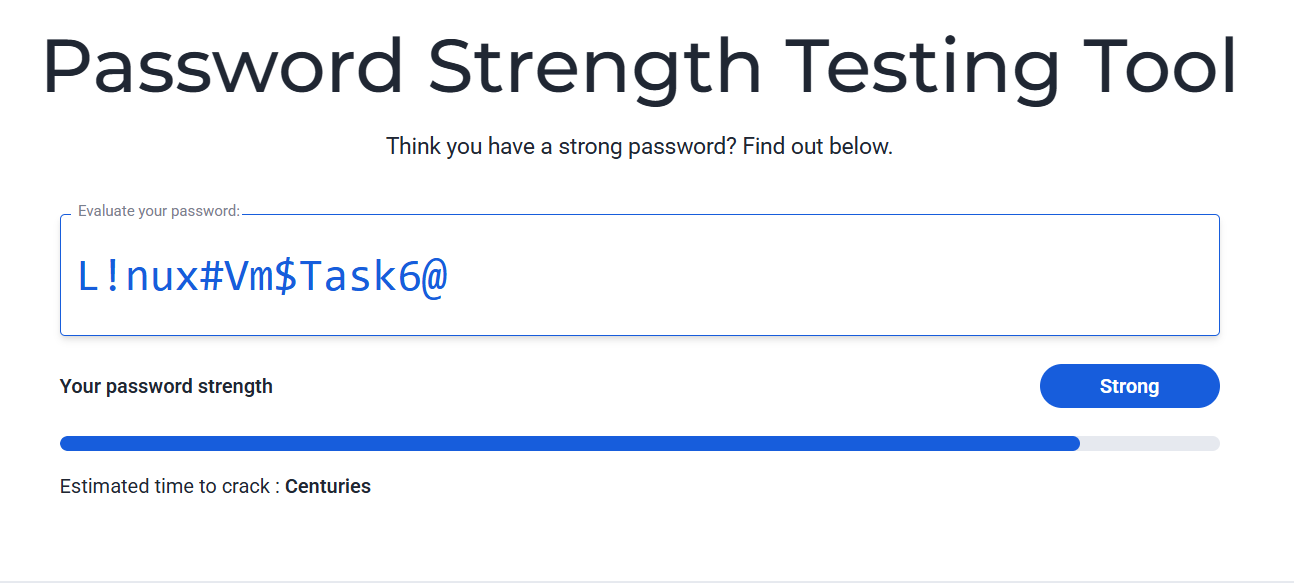 Password Strength Testing Tool
Think you have a strong password? Find out below.
Evaluate your password:
L!nux#Vm$Task6@
Your password strength
Strong
Estimated time to crack : Centuries